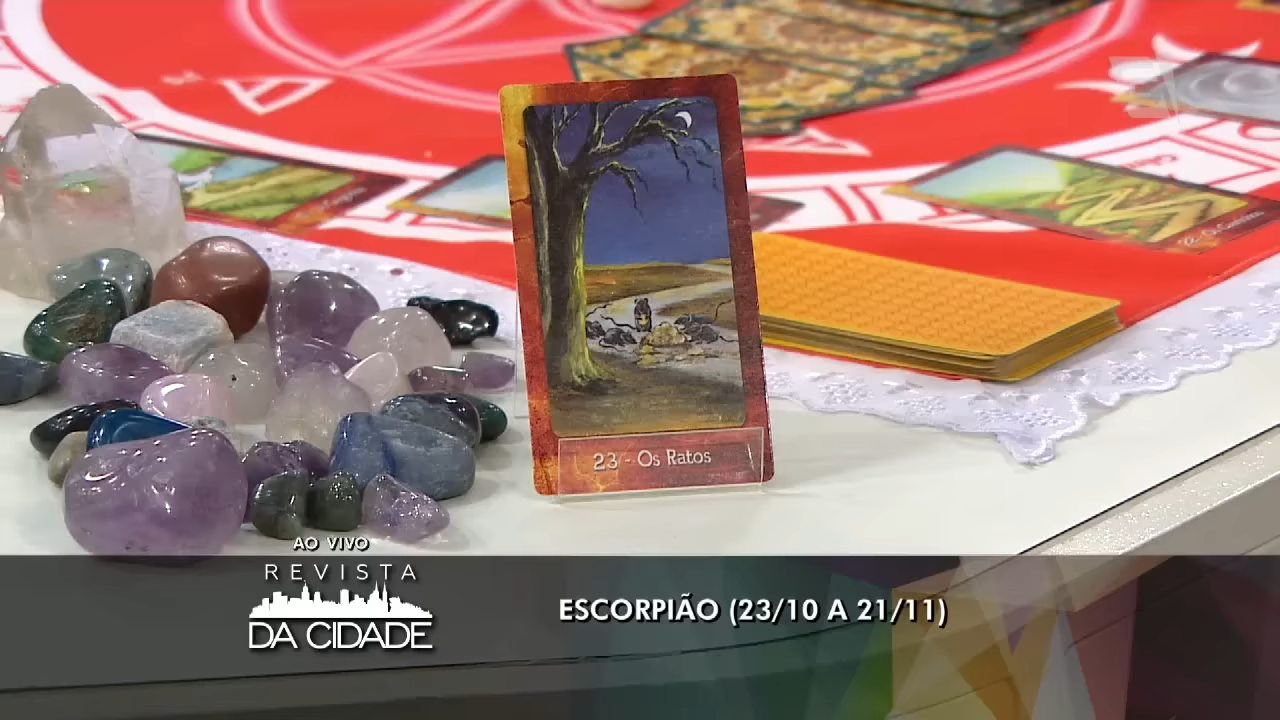 23 - Os Ratos
AO VIVO
REVISTA
DA CIDADE
ESCORPIÃO (23/10 A 21/11)